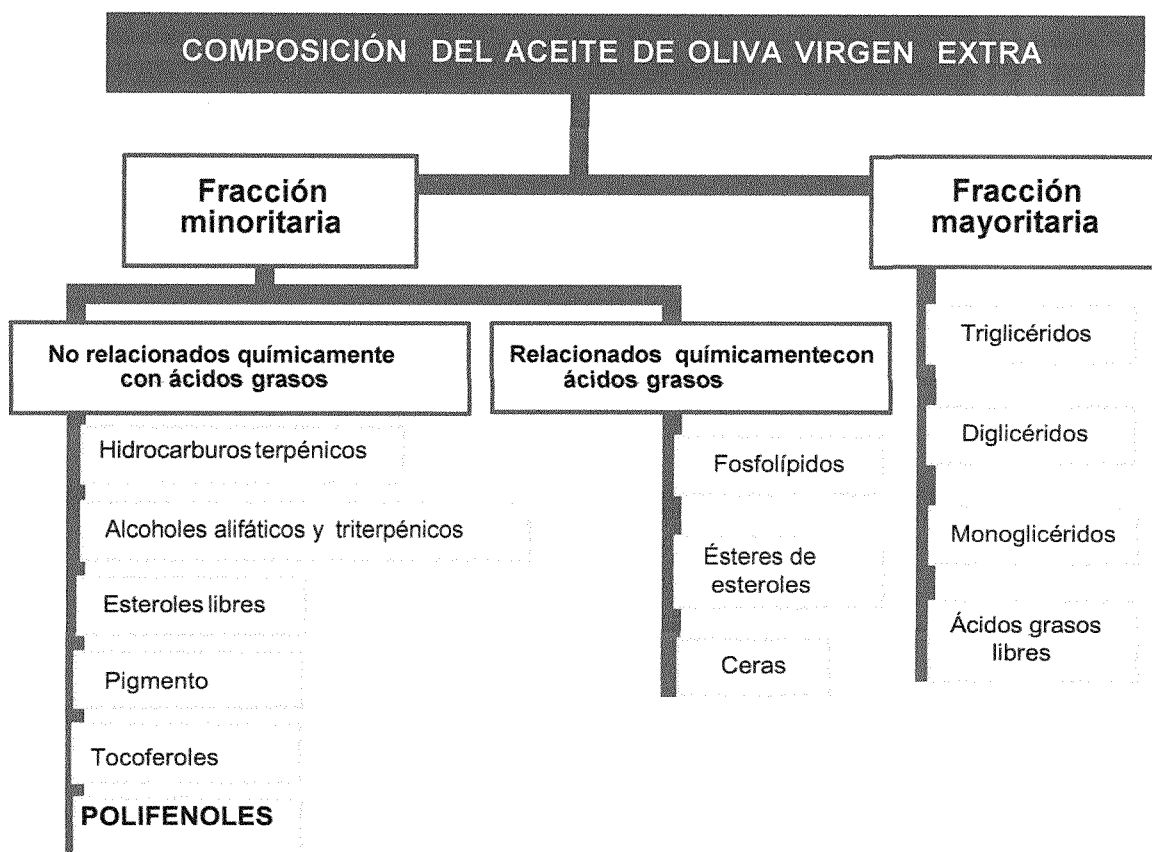 COMPOSICIÓN DEL ACEITE DE OLIVA VIRGEN EXTRA
Fracción
minoritaria
Fracción
mayoritaria
No relacionados químicamente
con ácidos grasos
Relacionados químicamentecon
ácidos grasos
Hidrocarburos terpénicos
Alcoholes alifáticos y triterpénicos
Esteroles libres
Pigmento
Tocoferoles
POLIFENOLES
Fosfolípidos
Ésteres de
esteroles
Ceras
Triglicéridos
Diglicéridos
Monoglicéridos
Ácidos grasos
libres